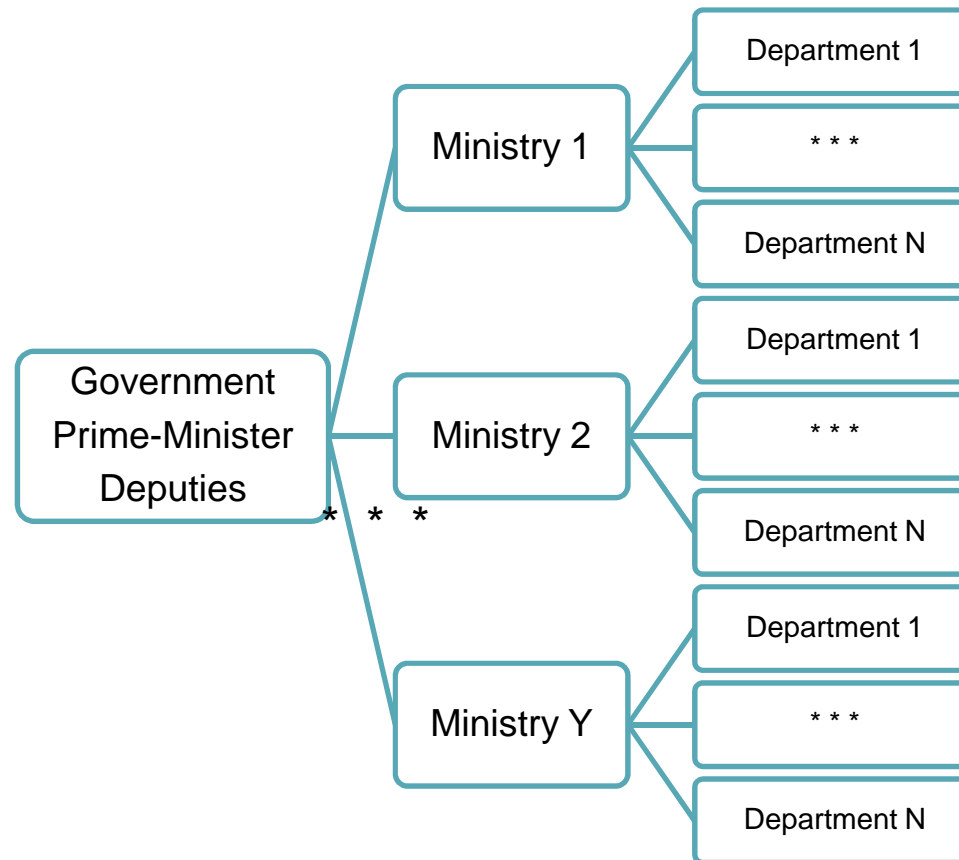 Government
Prime-Minister
Deputies
* * *
Ministry 1
Department 1
* * *
Department N
Ministry 2
Department 1
* * *
Department N
Ministry Y
Department 1
* * *
Department N